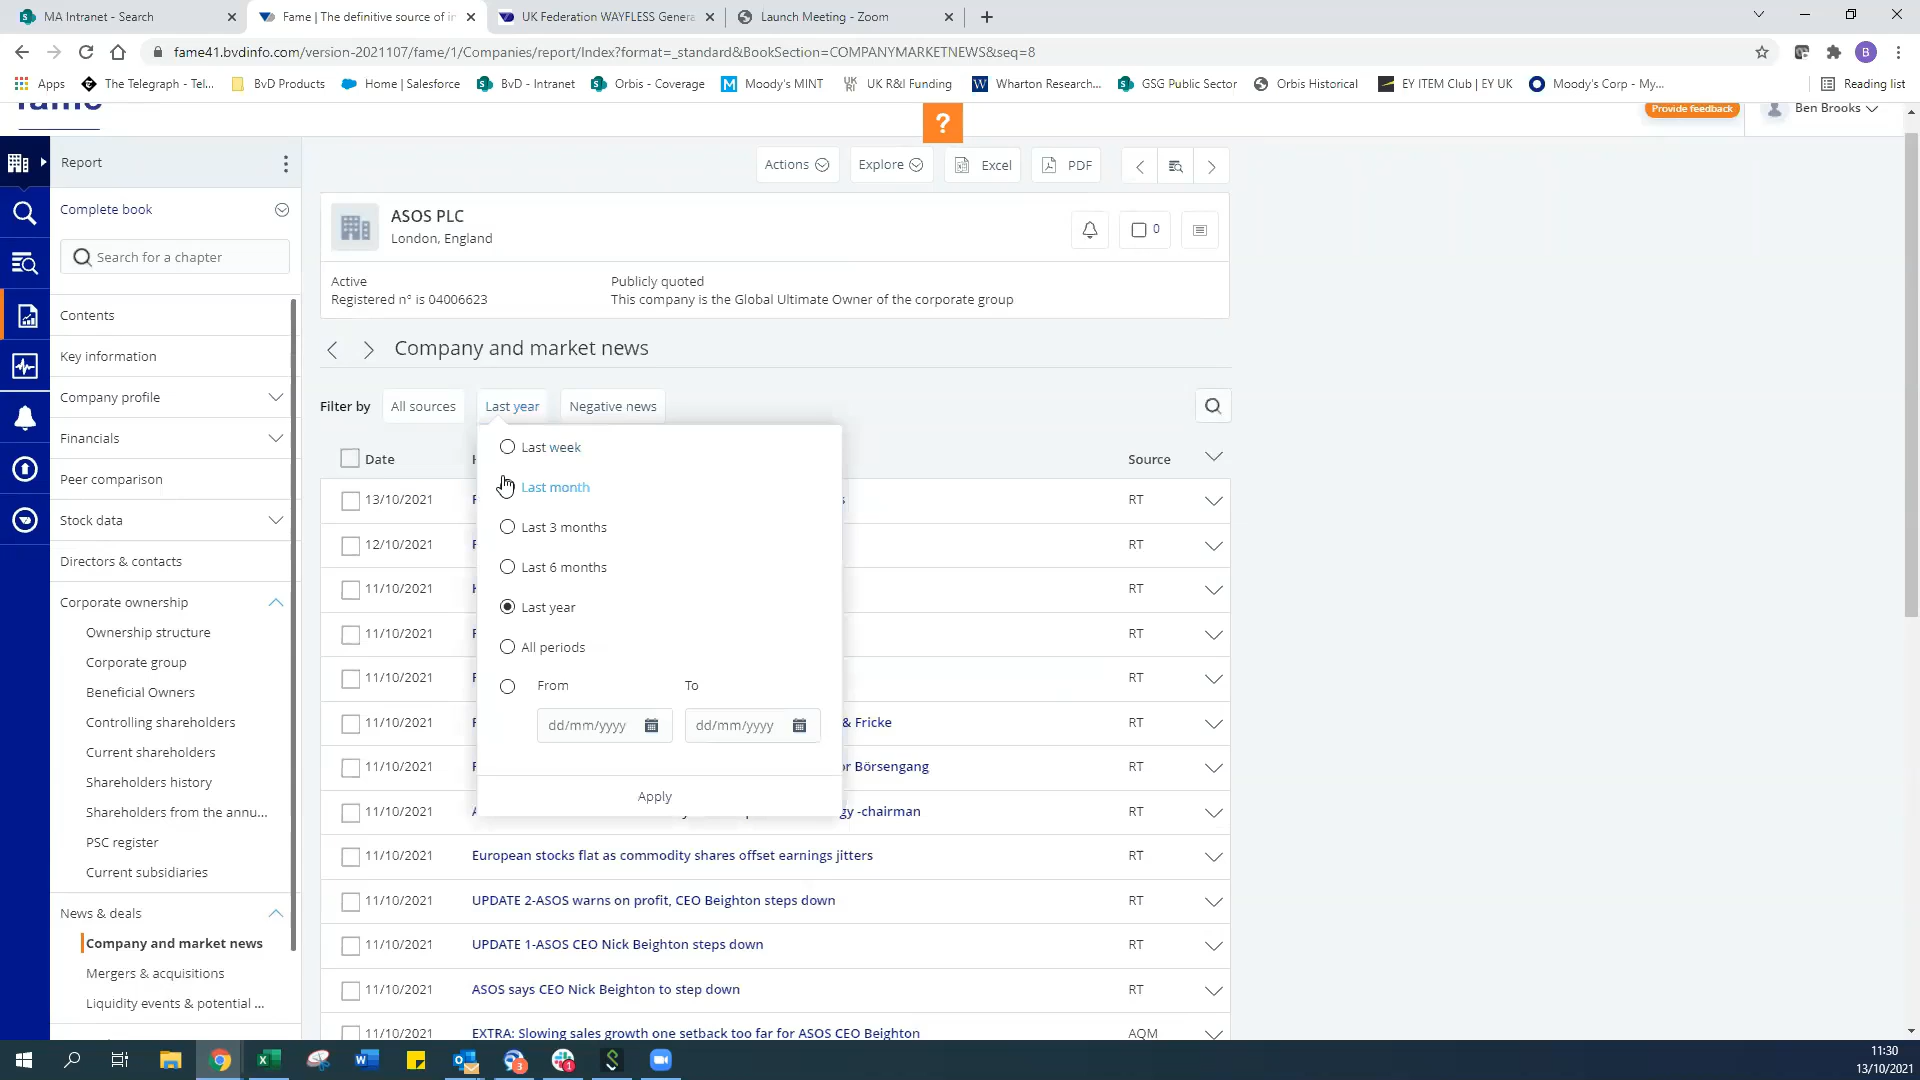 MA Intranet - Search
Fame | The definitive source of in
UK Federation WAYFLESS Genera
Launch Meeting - Zoom
fame41.bvdinfo.com/version-2021107/fame/1/Companies/report/Index?format=_standard&BookSection=COMPANYMARKETNEWS&seq=8
B
Apps
The Telegraph - Tel...
BvD Products
Home | Salesforce
BvD - Intranet
Orbis - Coverage
Moody's MINT
UK R&I Funding
Wharton Research...
GSG Public Sector
Orbis Historical
EY ITEM Club | EY UK
Moody's Corp - My...
Reading list
fame
?
Provide feedback
Ben Brooks
Report
Actions
Explore
Excel
PDF
Complete book
Search for a chapter
ASOS PLC
London, England
0
Active
Registered n° is 04006623
Publicly quoted
This company is the Global Ultimate Owner of the corporate group
Contents
Key information
Company profile
Financials
Peer comparison
Stock data
Directors & contacts
Corporate ownership
Ownership structure
Corporate group
Beneficial Owners
Controlling shareholders
Current shareholders
Shareholders history
Shareholders from the annu...
PSC register
Current subsidiaries
News & deals
Company and market news
Mergers & acquisitions
Liquidity events & potential ...
Company and market news
Filter by
All sources
Last year
Negative news
Last week
Last month
Last 3 months
Last 6 months
Last year
All periods
From
To
dd/mm/yyyy
dd/mm/yyyy
Apply
Date
Source
13/10/2021 RT
12/10/2021 RT
11/10/2021 RT
11/10/2021 RT
11/10/2021 RT
11/10/2021 & Fricke RT
11/10/2021 or Börsengang RT
11/10/2021 gy -chairman RT
11/10/2021 European stocks flat as commodity shares offset earnings jitters RT
11/10/2021 UPDATE 2-ASOS warns on profit, CEO Beighton steps down RT
11/10/2021 UPDATE 1-ASOS CEO Nick Beighton steps down RT
11/10/2021 ASOS says CEO Nick Beighton to step down RT
11/10/2021 EXTRA: Slowing sales growth one setback too far for ASOS CEO Beighton AQM
11:30
13/10/2021